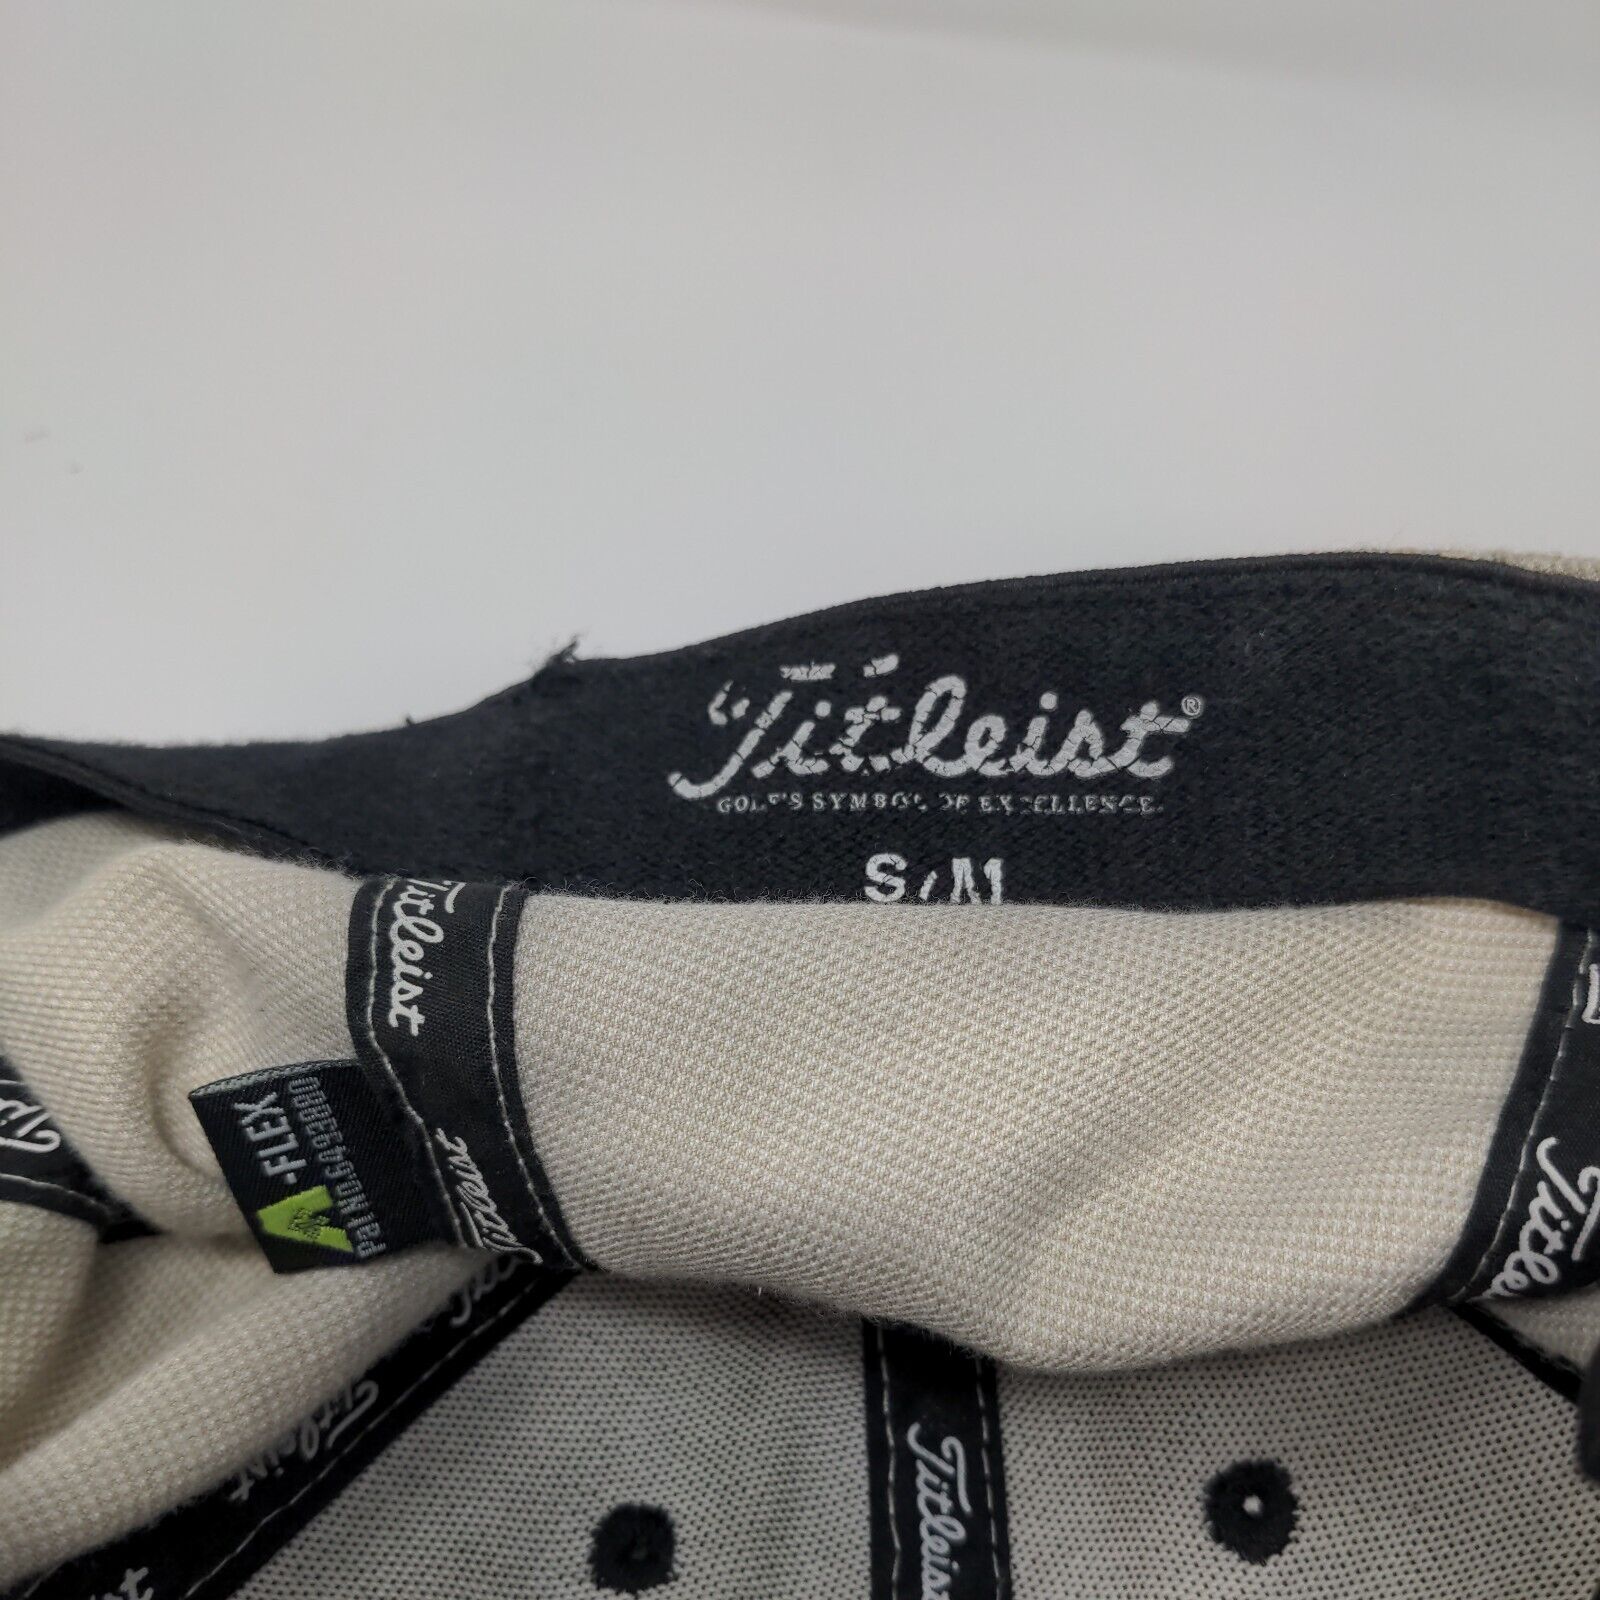 Titleist®
GOLF'S SYMBOL OF EXCELLENCE.
S/M
Titleist
Titleist
A-FLEX
Titleist
Titleist
Titleist